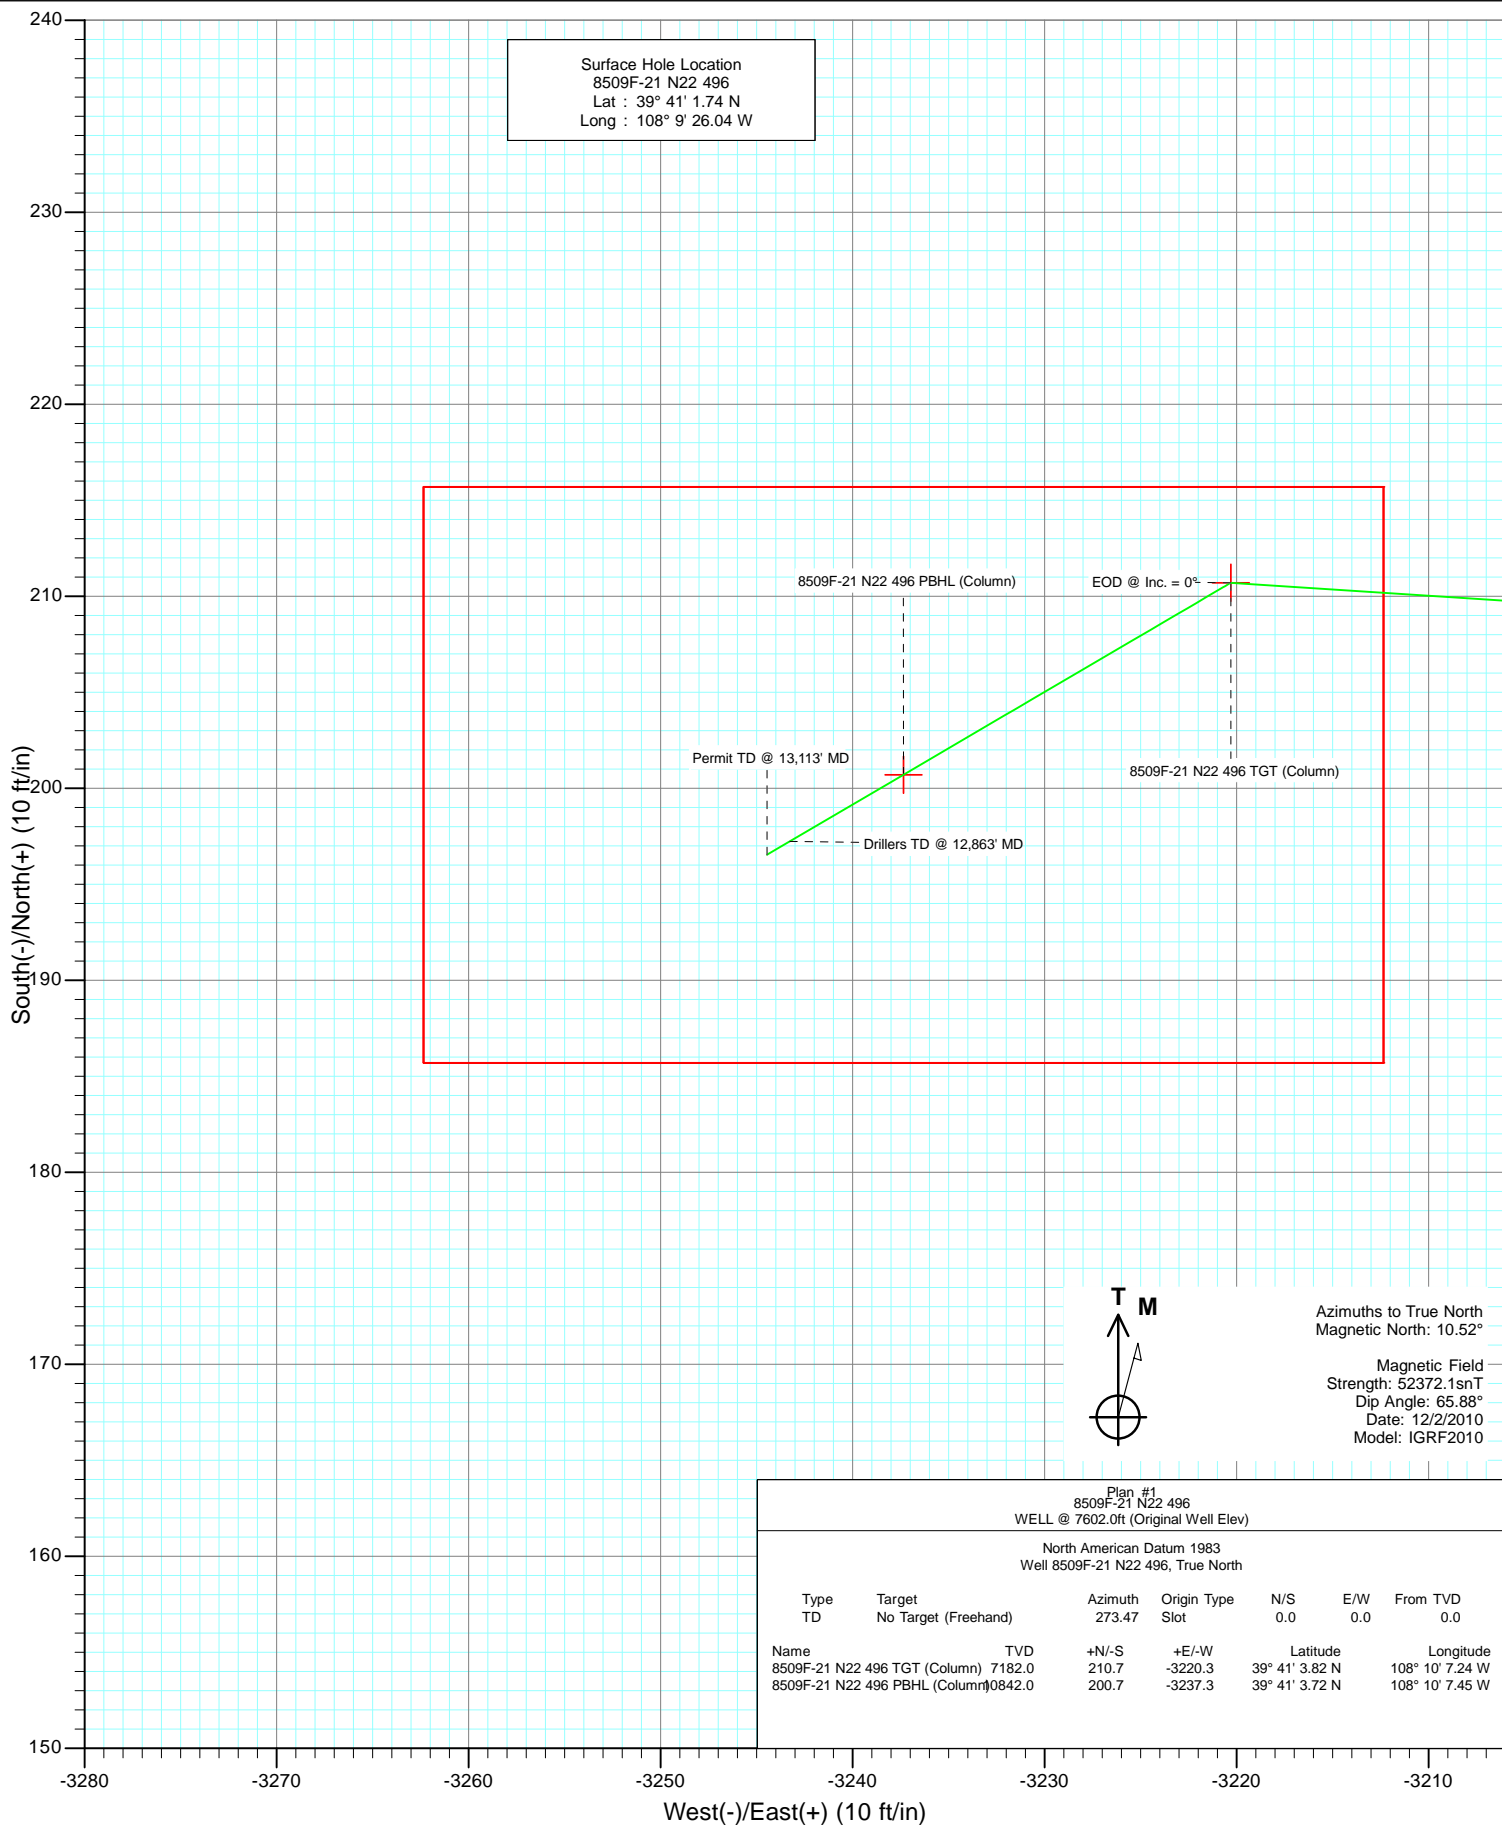 240
230
220
210
200
190
180
170
160
150
South(-)/North(+) (10 ft/in)
Surface Hole Location
8509F-21 N22 496
Lat : 39° 41' 1.74 N
Long : 108° 9' 26.04 W
8509F-21 N22 496 PBHL (Column)
EOD @ Inc. = 0°
Permit TD @ 13,113' MD
8509F-21 N22 496 TGT (Column)
Drillers TD @ 12,863' MD
T M
Azimuths to True North
Magnetic North: 10.52°
Magnetic Field
Strength: 52372.1snT
Dip Angle: 65.88°
Date: 12/2/2010
Model: IGRF2010
Plan #1
8509F-21 N22 496
WELL @ 7602.0ft (Original Well Elev)
North American Datum 1983
Well 8509F-21 N22 496, True North
Type Target Azimuth Origin Type N/S E/W From TVD
TD No Target (Freehand) 273.47 Slot 0.0 0.0 0.0
Name TVD +N/-S +E/-W Latitude Longitude
8509F-21 N22 496 TGT (Column) 7182.0 210.7 -3220.3 39° 41' 3.82 N 108° 10' 7.24 W
8509F-21 N22 496 PBHL (Column) 10842.0 200.7 -3237.3 39° 41' 3.72 N 108° 10' 7.45 W
-3280 -3270 -3260 -3250 -3240 -3230 -3220 -3210
West(-)/East(+) (10 ft/in)